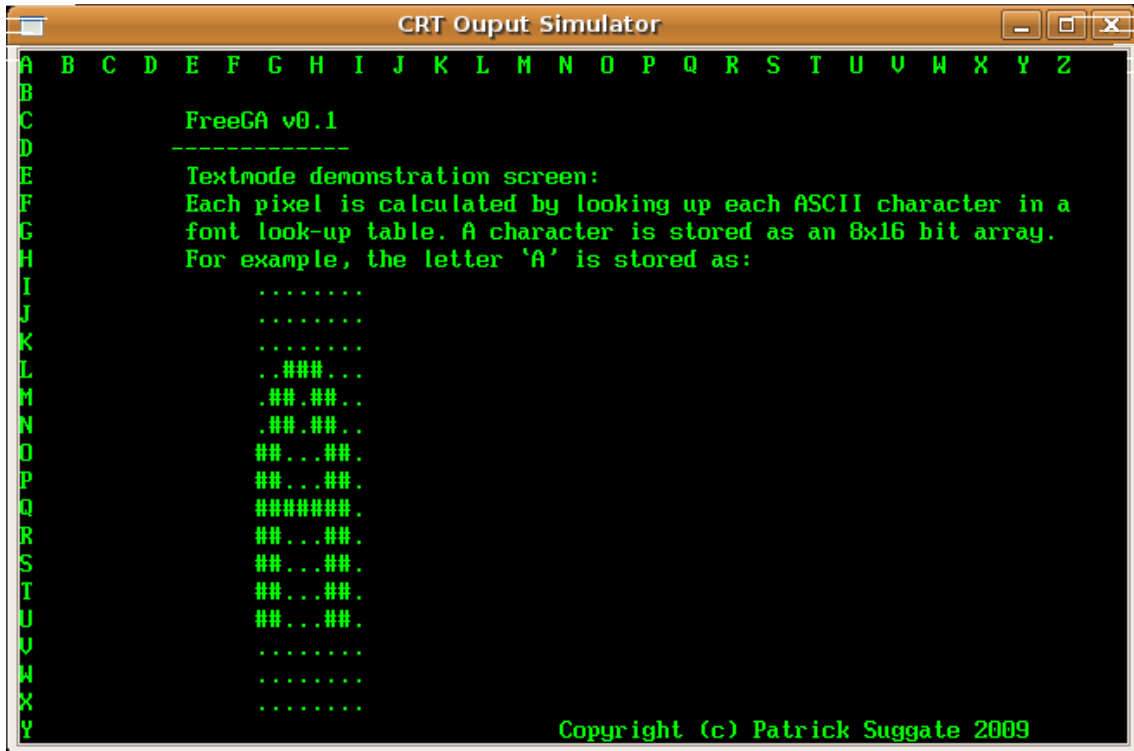 CRT Ouput Simulator
A B C D E F G H I J K L M N O P Q R S T U V W X Y Z
B
C FreeGA v0.1
D -------------
E Textmode demonstration screen:
F Each pixel is calculated by looking up each ASCII character in a
G font look-up table. A character is stored as an 8x16 bit array.
H For example, the letter `A' is stored as:
I ........
J ........
K ........
L ..###...
M .##.##..
N .##.##..
O ##...##.
P ##...##.
Q #######.
R ##...##.
S ##...##.
T ##...##.
U ##...##.
V ........
W ........
X ........
Y Copyright (c) Patrick Suggate 2009